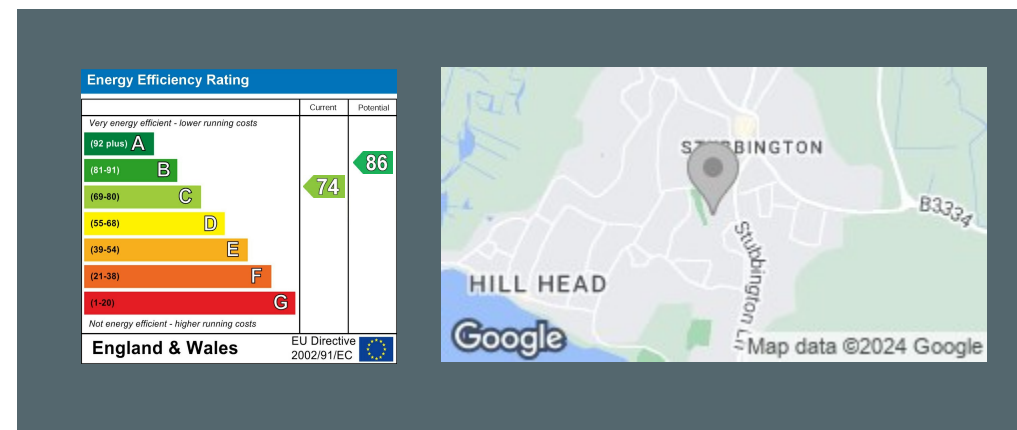 Energy Efficiency Rating
Current
Potential
Very energy efficient - lower running costs
(92 plus) A
(81-91) B
(69-80) C
(55-68) D
(39-54) E
(21-38) F
(1-20) G
74
86
Not energy efficient - higher running costs
England & Wales
EU Directive
2002/91/EC
B3334
HILL HEAD
Stubbington
Google
Map data ©2024 Google